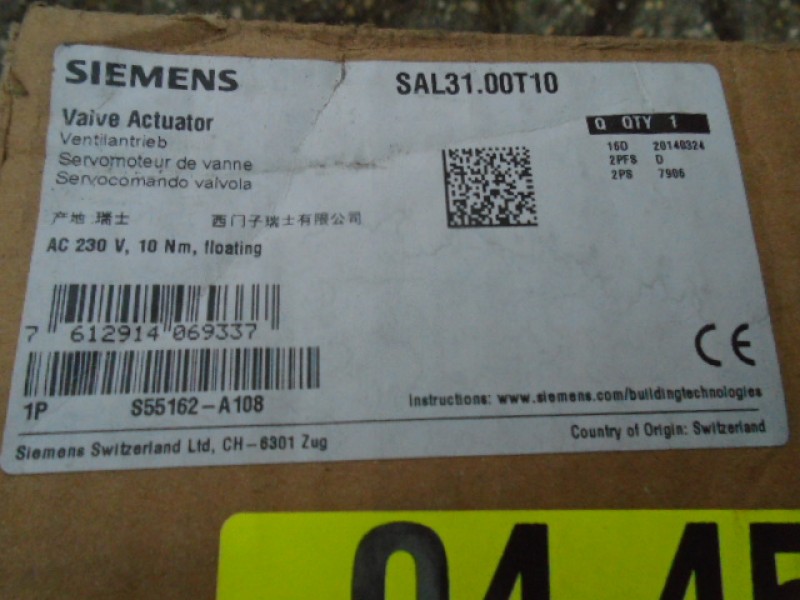 SIEMENS
SAL31.00T10
Valve Actuator
Ventilantrieb
Servomoteur de vanne
Servocomando valvola
Q QTY 1
16D 20140324
2PFS D
2PS 7906
产地 瑞士 西门子瑞士有限公司
AC 230 V, 10 Nm, floating
7 612914 069337
CE
1P S55162-A108
Instructions: www.siemens.com/buildingtechnologies
Siemens Switzerland Ltd, CH-6301 Zug
Country of Origin: Switzerland